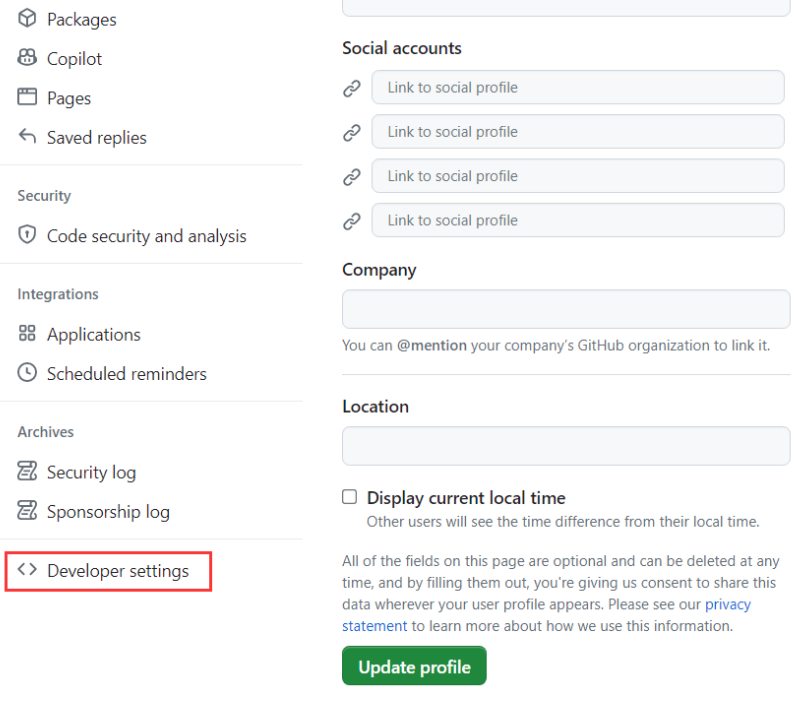 Packages
Copilot
Pages
Saved replies
Security
Code security and analysis
Integrations
Applications
Scheduled reminders
Archives
Security log
Sponsorship log
Developer settings
Social accounts
Link to social profile
Link to social profile
Link to social profile
Link to social profile
Company
You can @mention your company's GitHub organization to link it.
Location
Display current local time
Other users will see the time difference from their local time.
All of the fields on this page are optional and can be deleted at any
time, and by filling them out, you're giving us consent to share this
data wherever your user profile appears. Please see our privacy
statement to learn more about how we use this information.
Update profile